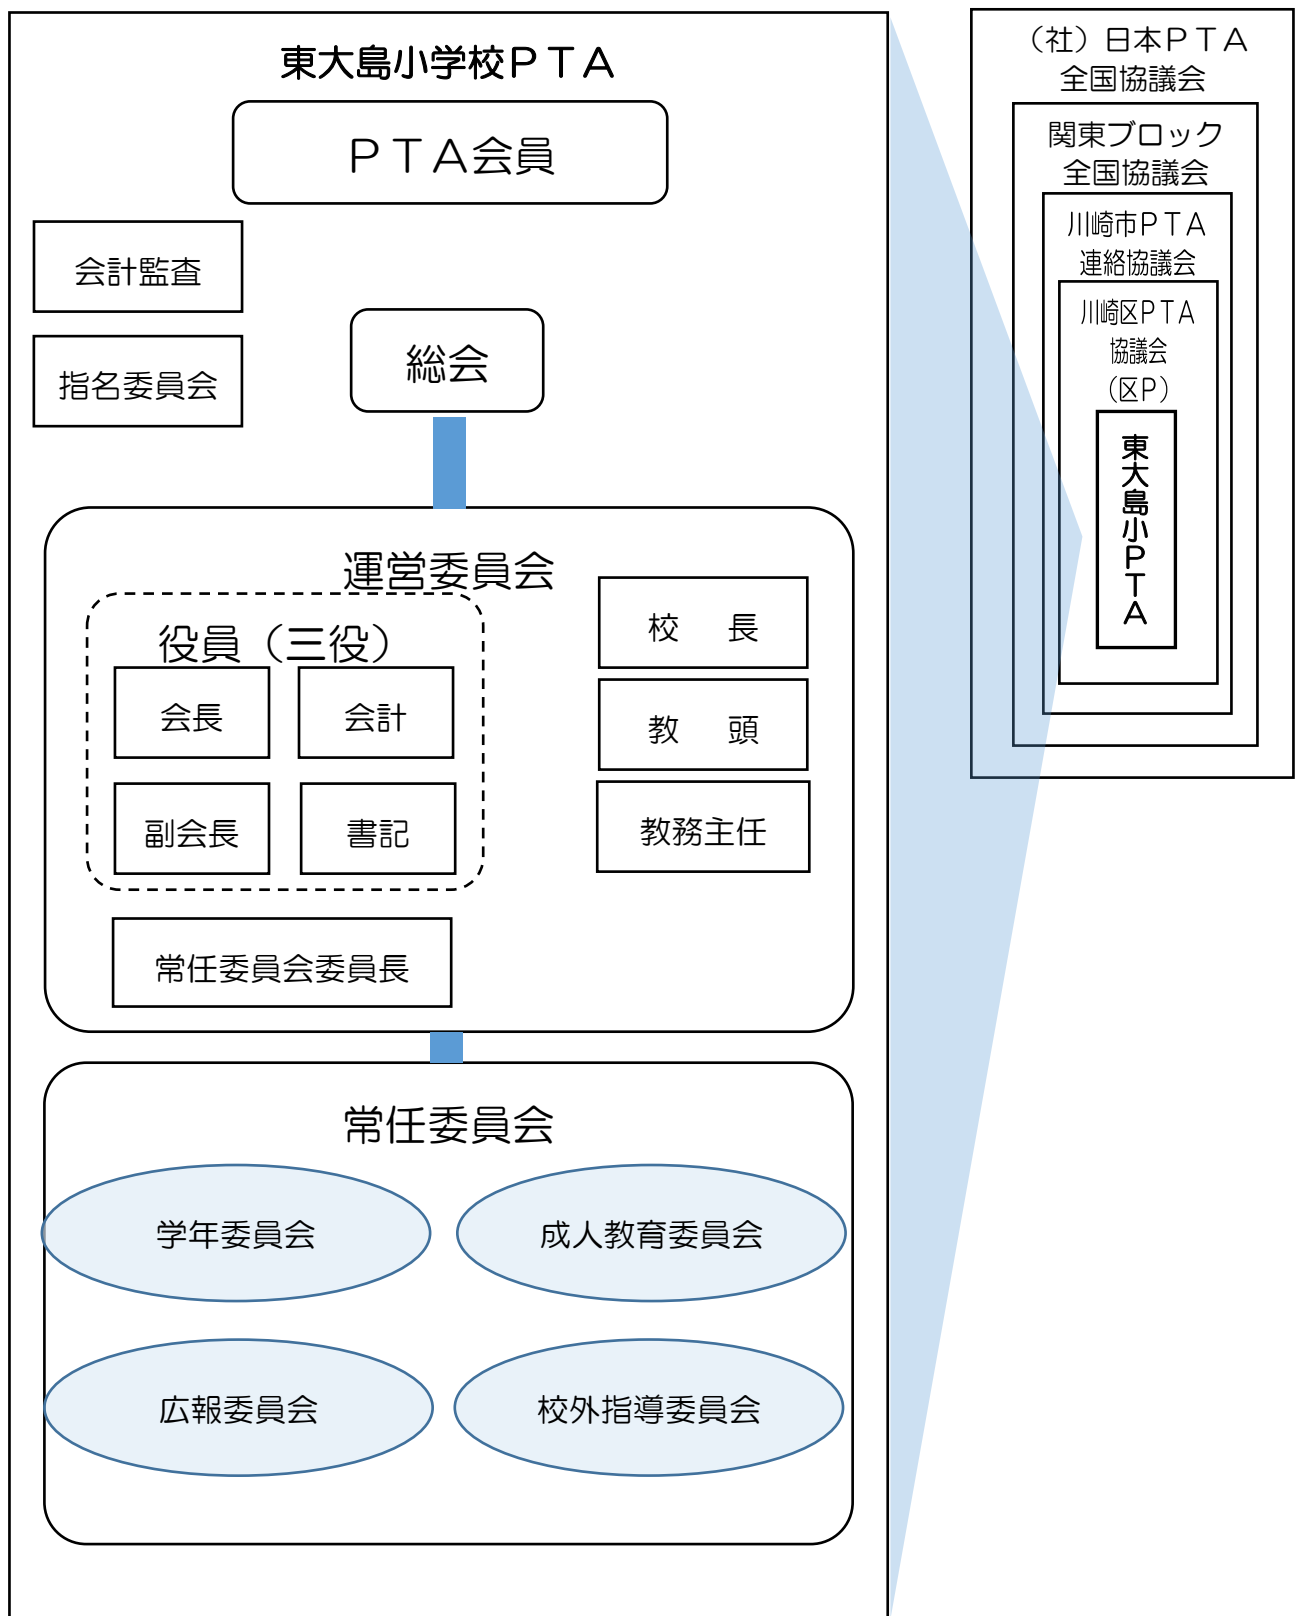 東大島小学校ＰＴＡ
ＰＴＡ会員
会計監査
指名委員会
総会
運営委員会
役員（三役）
会長
会計
副会長
書記
校　長
教　頭
教務主任
常任委員会委員長
常任委員会
学年委員会
成人教育委員会
広報委員会
校外指導委員会
（社）日本ＰＴＡ
全国協議会
関東ブロック
全国協議会
川崎市ＰＴＡ
連絡協議会
川崎区ＰＴＡ
協議会
（区Ｐ）
東大島小ＰＴＡ